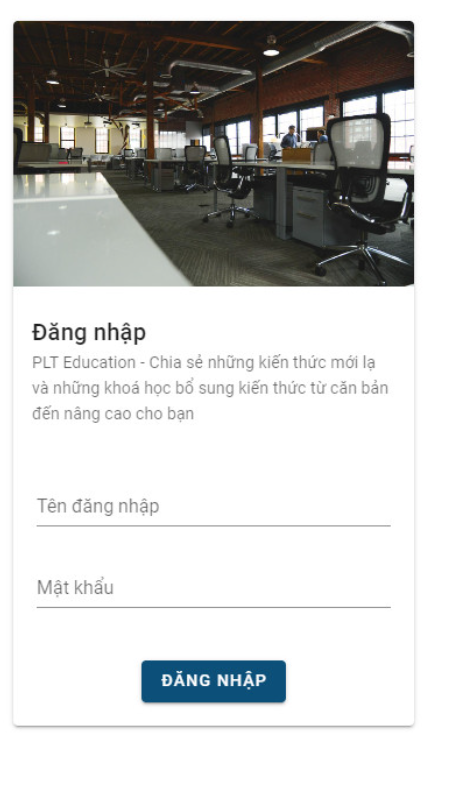 Đăng nhập
PLT Education - Chia sẻ những kiến thức mới lạ
và những khoá học bổ sung kiến thức từ căn bản
đến nâng cao cho bạn
Tên đăng nhập
Mật khẩu
ĐĂNG NHẬP